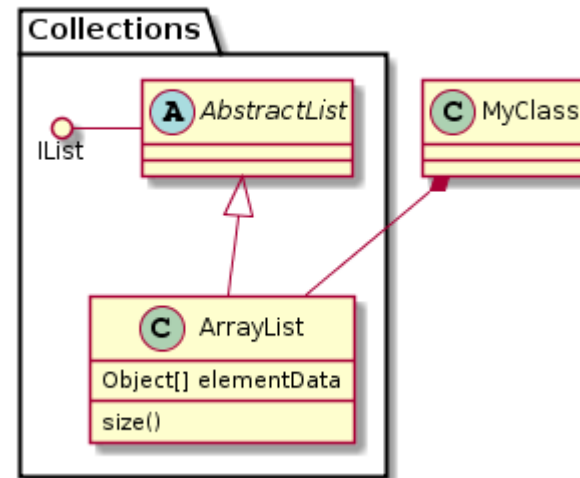 Collections
A AbstractList
C MyClass
IList
C ArrayList
Object[] elementData
size()